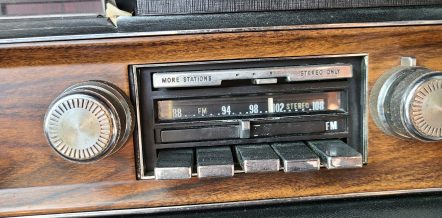 MORE STATIONS STEREO ONLY
88 FM 94 98 102 STEREO 108
FM